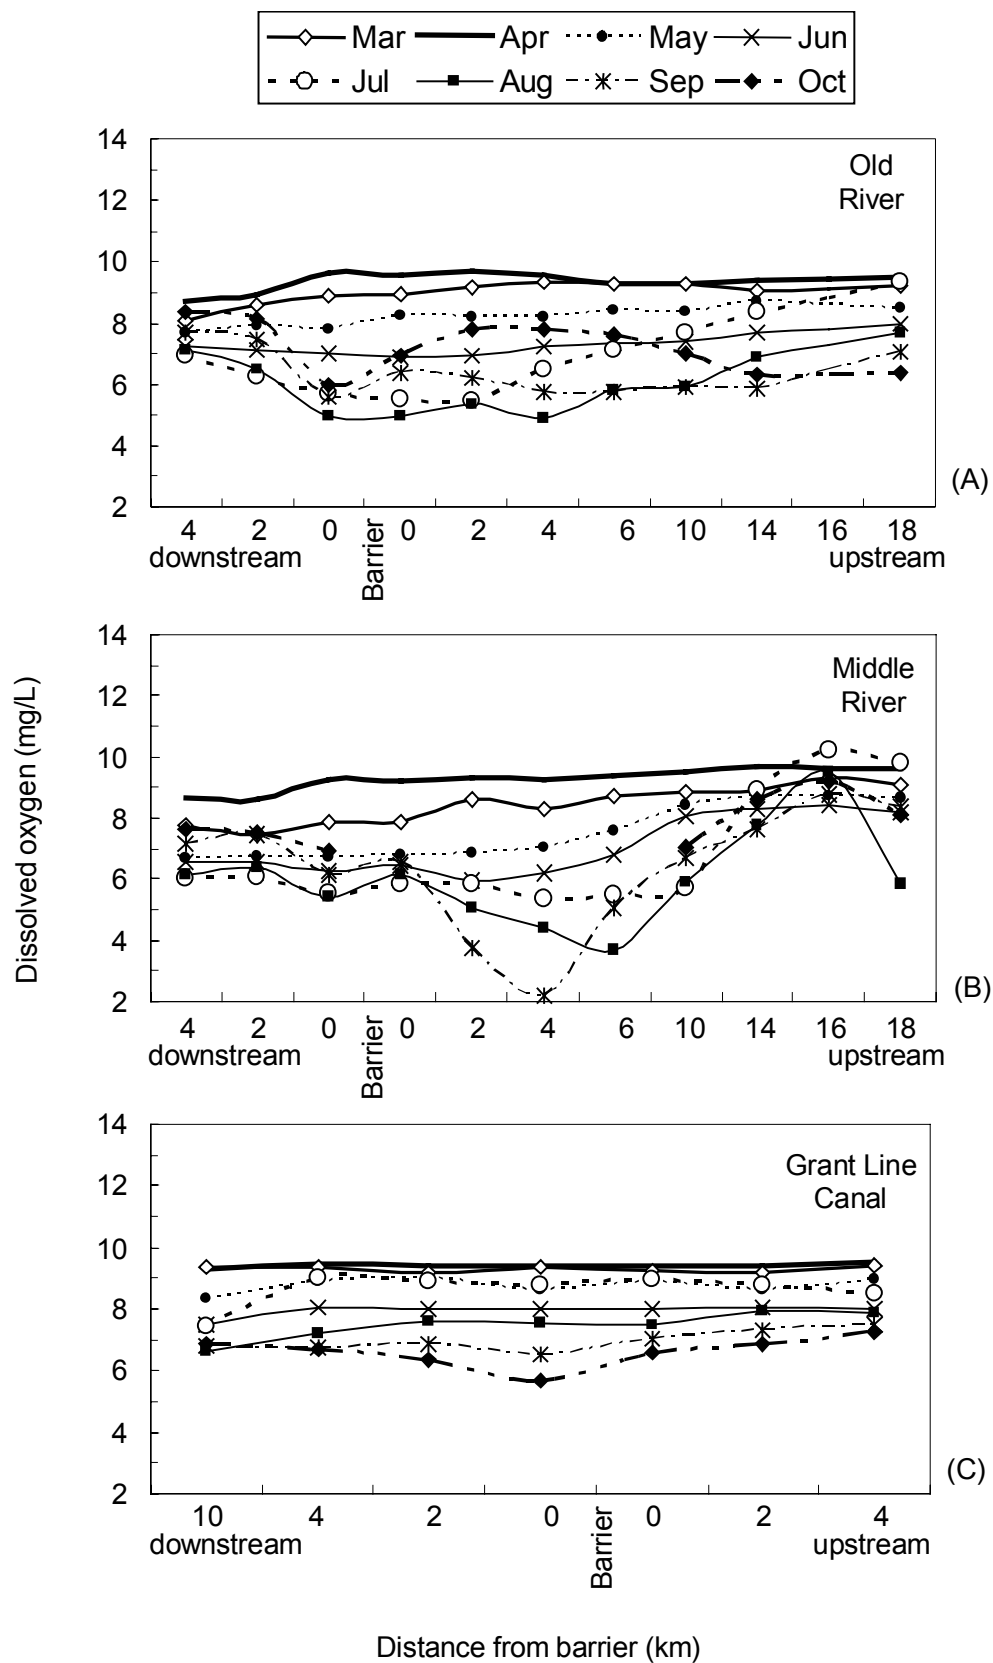 Mar Apr May Jun
Jul Aug Sep Oct
14
Old
River
12
10
8
6
4
(A)
2
4 2 0 0 2 4 6 10 14 16 18
downstream Barrier upstream
Dissolved oxygen (mg/L)
14
Middle
River
12
10
8
6
4
2
(B)
4 2 0 0 2 4 6 10 14 16 18
downstream Barrier upstream
14
Grant Line
Canal
12
10
8
6
4
(C)
2
10 4 2 0 0 2 4
downstream Barrier upstream
Distance from barrier (km)